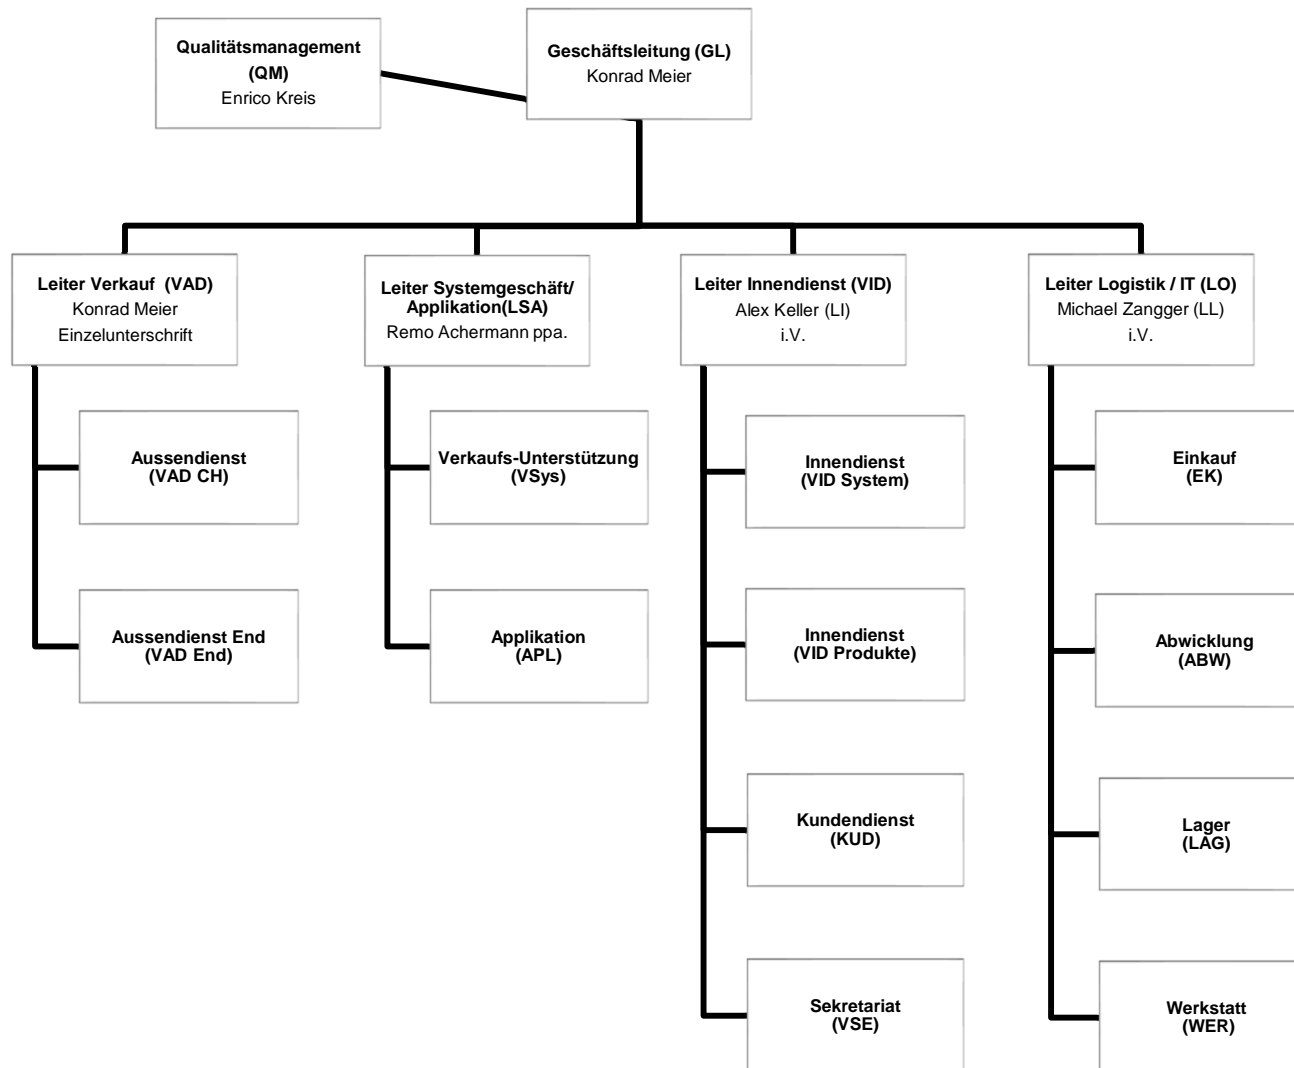 Qualitätsmanagement
(QM)
Enrico Kreis
Geschäftsleitung (GL)
Konrad Meier
Leiter Verkauf  (VAD)
Konrad Meier
Einzelunterschrift
Leiter Systemgeschäft/
Applikation(LSA)
Remo Achermann ppa.
Leiter Innendienst (VID)
Alex Keller (LI)
i.V.
Leiter Logistik / IT (LO)
Michael Zangger (LL)
i.V.
Aussendienst
(VAD CH)
Verkaufs-Unterstützung
(VSys)
Innendienst
(VID System)
Einkauf
(EK)
Aussendienst End
(VAD End)
Applikation
(APL)
Innendienst
(VID Produkte)
Abwicklung
(ABW)
Kundendienst
(KUD)
Lager
(LAG)
Sekretariat
(VSE)
Werkstatt
(WER)